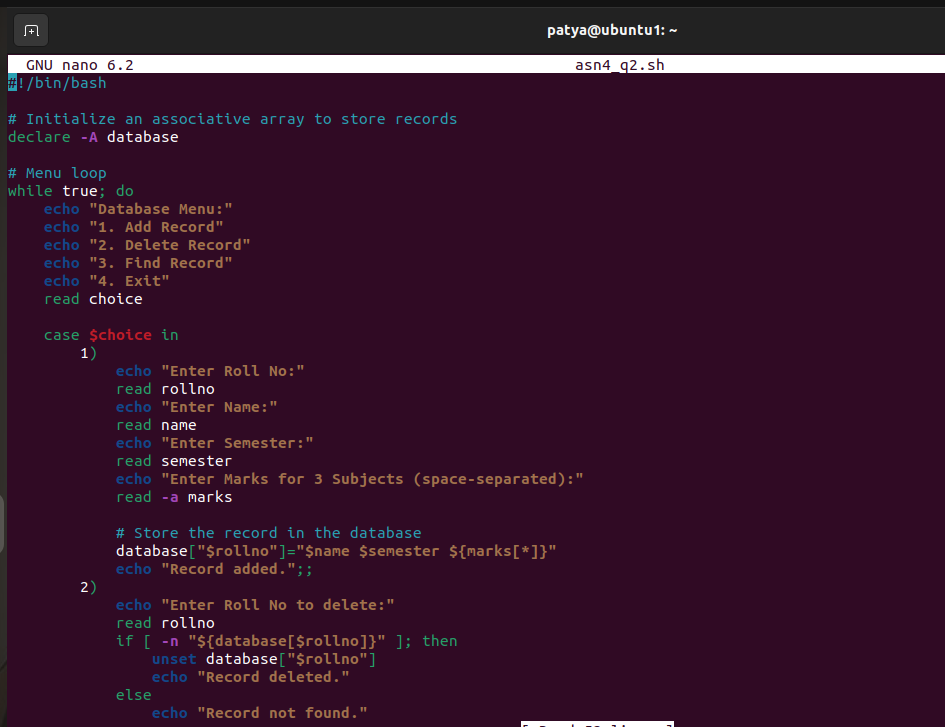 patya@ubuntu1: ~
GNU nano 6.2 asn4_q2.sh
#!/bin/bash

# Initialize an associative array to store records
declare -A database

# Menu loop
while true; do
    echo "Database Menu:"
    echo "1. Add Record"
    echo "2. Delete Record"
    echo "3. Find Record"
    echo "4. Exit"
    read choice

    case $choice in
        1)
            echo "Enter Roll No:"
            read rollno
            echo "Enter Name:"
            read name
            echo "Enter Semester:"
            read semester
            echo "Enter Marks for 3 Subjects (space-separated):"
            read -a marks

            # Store the record in the database
            database["$rollno"]="$name $semester ${marks[*]}"
            echo "Record added.";;
        2)
            echo "Enter Roll No to delete:"
            read rollno
            if [ -n "${database[$rollno]}" ]; then
                unset database["$rollno"]
                echo "Record deleted."
            else
                echo "Record not found."